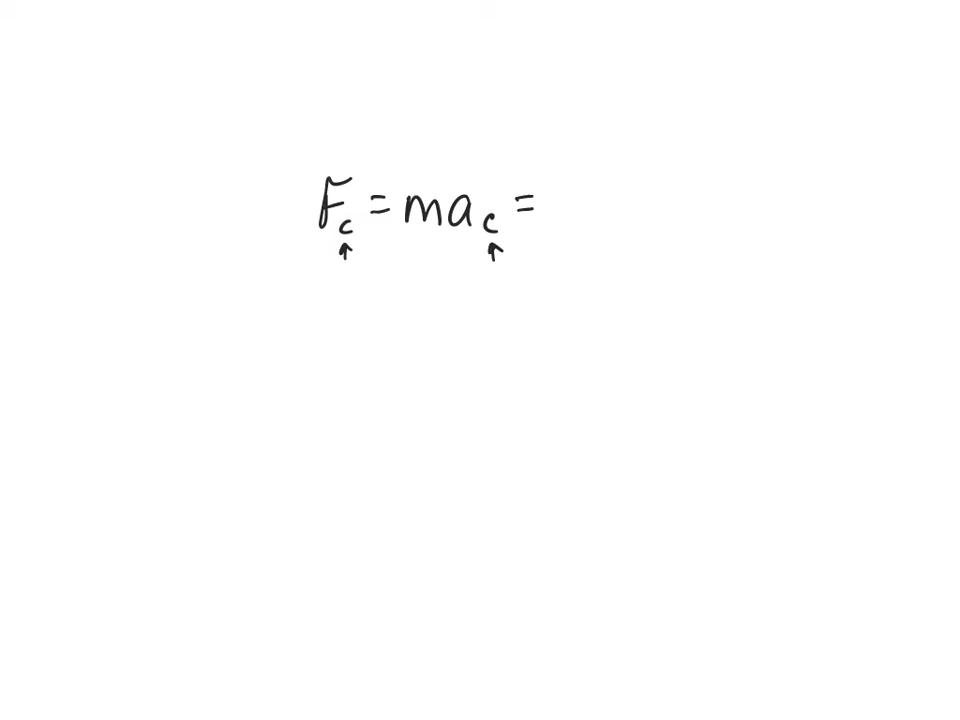 F_c = ma_c =